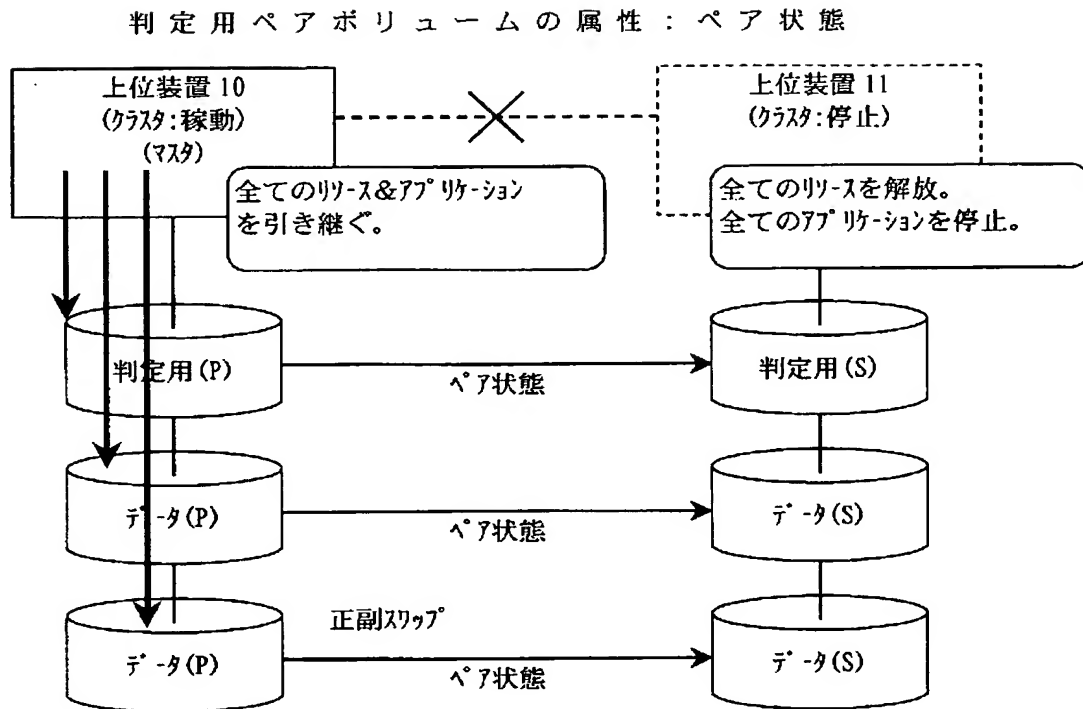 判定用ペアボリュームの属性：ペア状態
上位装置10
(クラスタ:稼動)
(マスタ)
上位装置11
(クラスタ:停止)
全てのリソース&アプリケーション
を引き継ぐ。
全てのリソースを解放。
全てのアプリケーションを停止。
判定用(P)
ペア状態
判定用(S)
データ(P)
ペア状態
データ(S)
正副スワップ
データ(P)
ペア状態
データ(S)